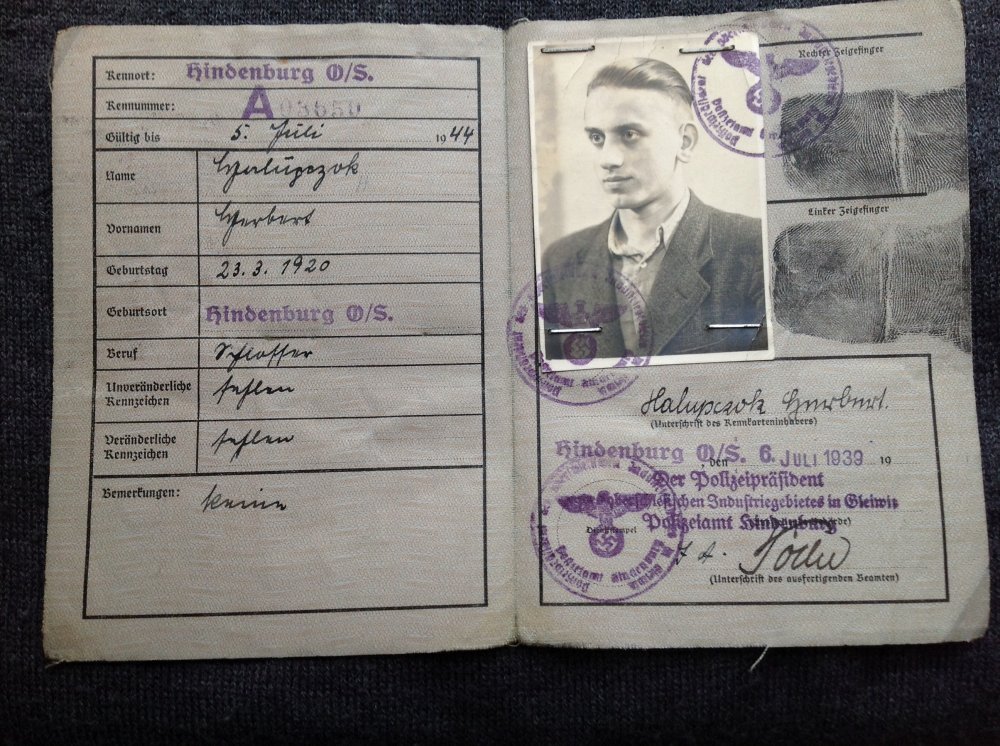 Kennort: Hindenburg O/S.
Kennummer: A 03650
Gültig bis 5. Juli 1944
Name Halupczok
Vornamen Herbert
Geburtstag 23. 3. 1920
Geburtsort Hindenburg O/S.
Beruf Schlosser
Unveränderliche Kennzeichen fehlen
Veränderliche Kennzeichen fehlen
Bemerkungen: keine
Rechter Zeigefinger
Linker Zeigefinger
Halupczok Herbert.
(Unterschrift des Kennkarteninhabers)
Hindenburg O/S. , den 6. JULI 1939 19
Der Polizeipräsident
oberschlesischen Industriegebietes in Gleiwitz
Polizeiamt Hindenburg
(Unterschrift des ausfertigenden Beamten)